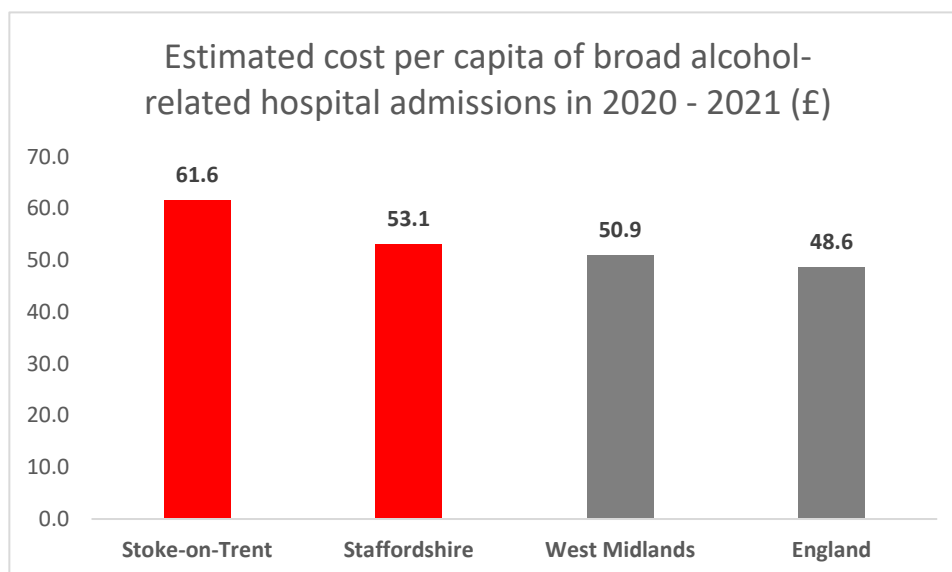 Estimated cost per capita of broad alcohol-
related hospital admissions in 2020 - 2021 (£)
70.0
60.0
50.0
40.0
30.0
20.0
10.0
0.0
61.6
53.1
50.9
48.6
Stoke-on-Trent
Staffordshire
West Midlands
England